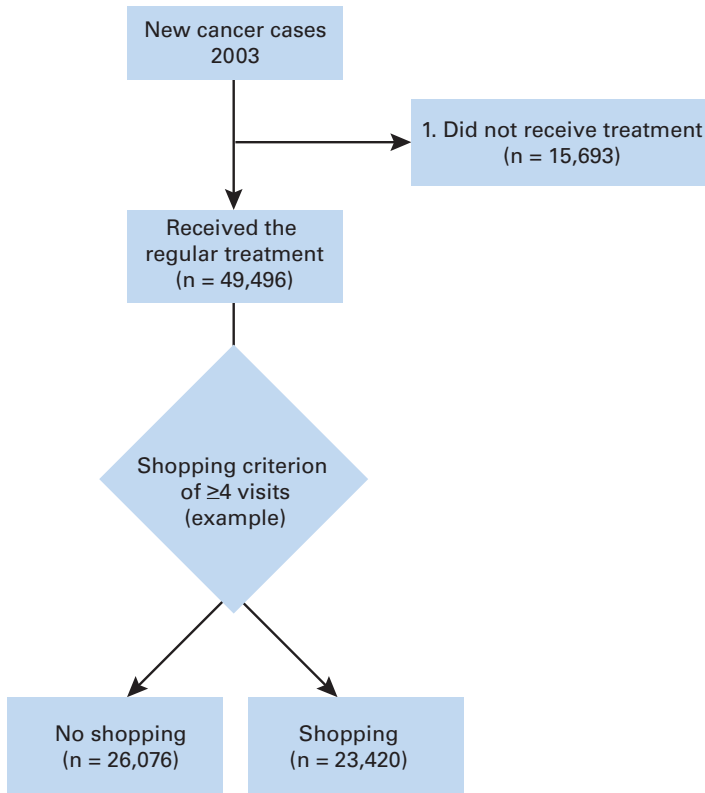 New cancer cases
2003
1. Did not receive treatment
(n = 15,693)
Received the
regular treatment
(n = 49,496)
Shopping criterion
of ≥4 visits
(example)
No shopping
(n = 26,076)
Shopping
(n = 23,420)